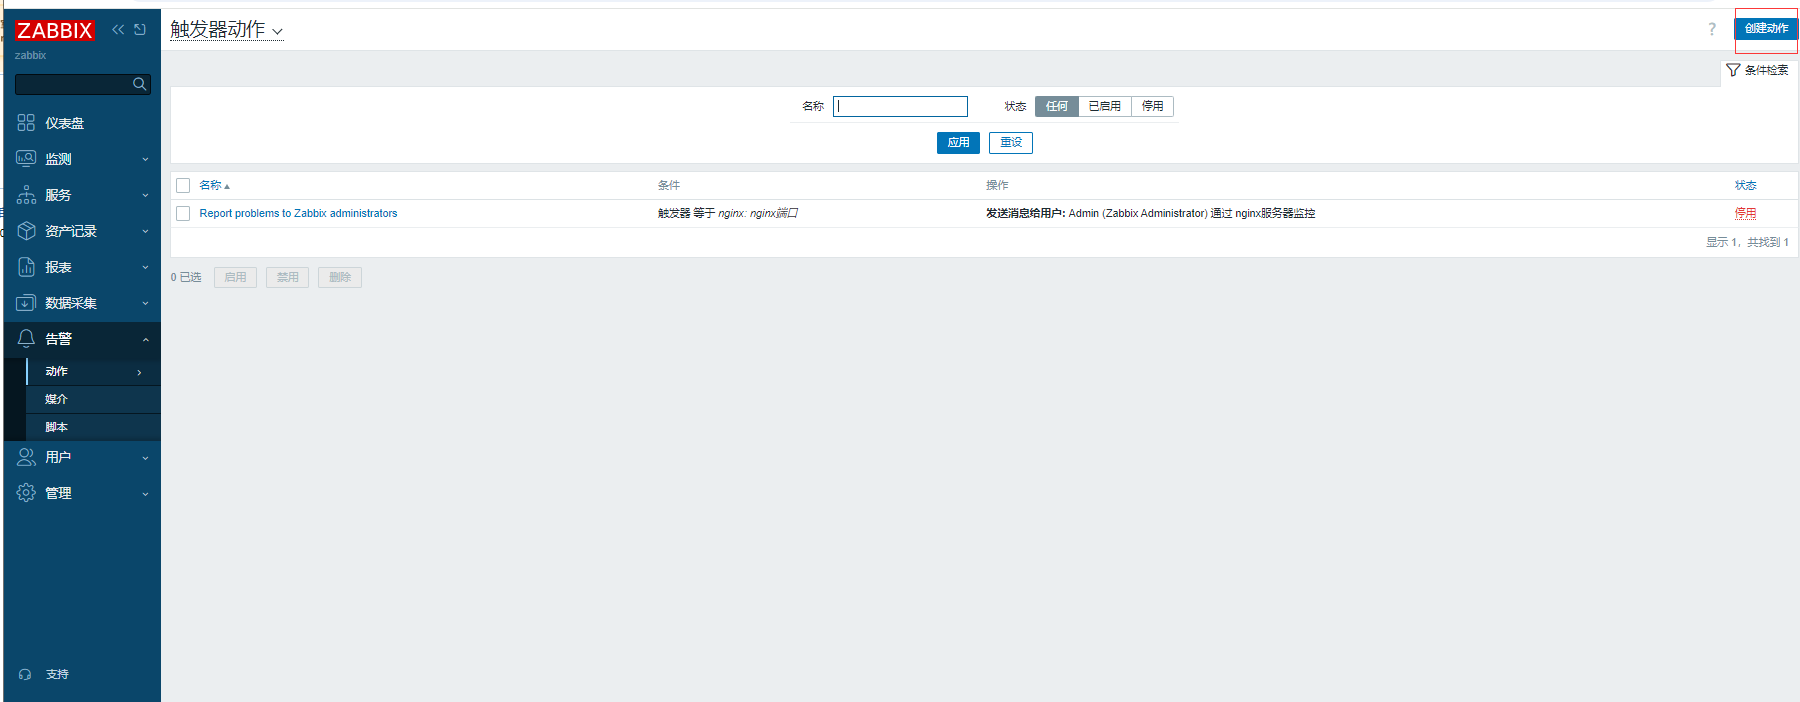 ZABBIX
zabbix
仪表盘
监测
服务
资产记录
报表
数据采集
告警
动作
媒介
脚本
用户
管理
支持
触发器动作
? 创建动作
条件检索
名称 状态 任何 已启用 停用
应用 重设
名称 条件 操作 状态
Report problems to Zabbix administrators 触发器 等于 nginx: nginx端口 发送消息给用户: Admin (Zabbix Administrator) 通过 nginx服务器监控 停用
显示 1，共找到 1
0 已选 启用 禁用 删除